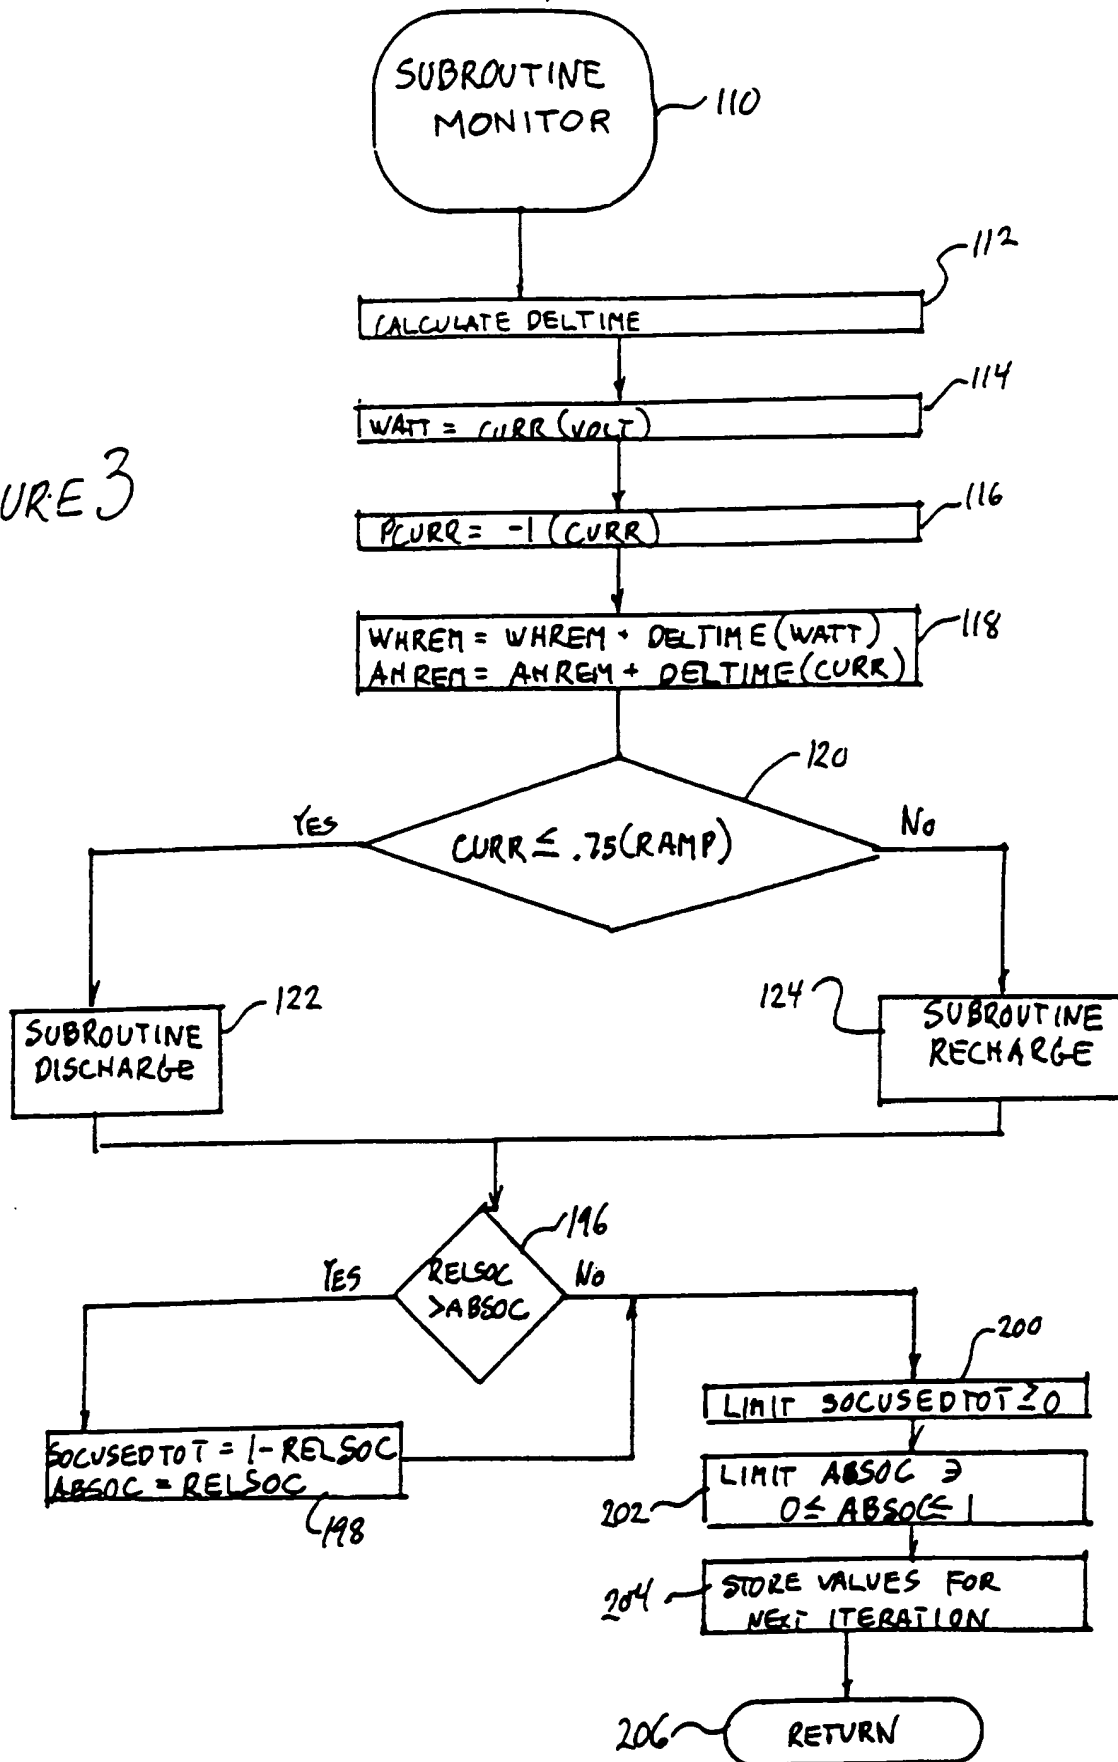 SUBROUTINE
MONITOR
110
112
CALCULATE DELTIME
114
WATT = CURR (VOLT)
URE 3
116
PCURR = -1 (CURR)
118
WHREM = WHREM + DELTIME (WATT)
AHREM = AHREM + DELTIME (CURR)
120
YES
CURR ≤ .75 (RAMP)
No
122
SUBROUTINE
DISCHARGE
124
SUBROUTINE
RECHARGE
196
YES
RELSOC
>ABSOC
No
200
LIMIT SOCUSEDTOT ≥ 0
SOCUSEDTOT = 1 - RELSOC
ABSOC = RELSOC
198
LIMIT ABSOC ∋
0 ≤ ABSOC ≤ 1
202
204
STORE VALUES FOR
NEXT ITERATION
206
RETURN